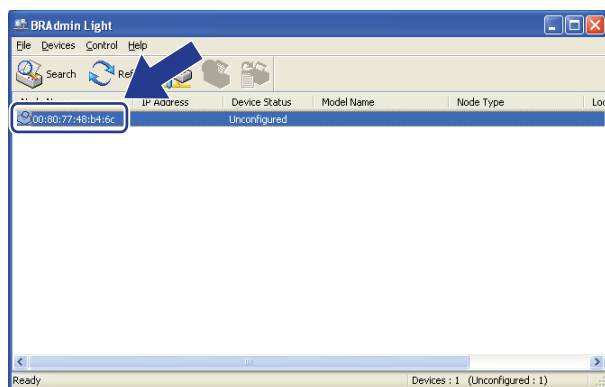 BRAdmin Light
File Devices Control Help
Search
IP Address Device Status Model Name Node Type
00:80:77:48:b4:6c Unconfigured
Ready Devices : 1 (Unconfigured : 1)